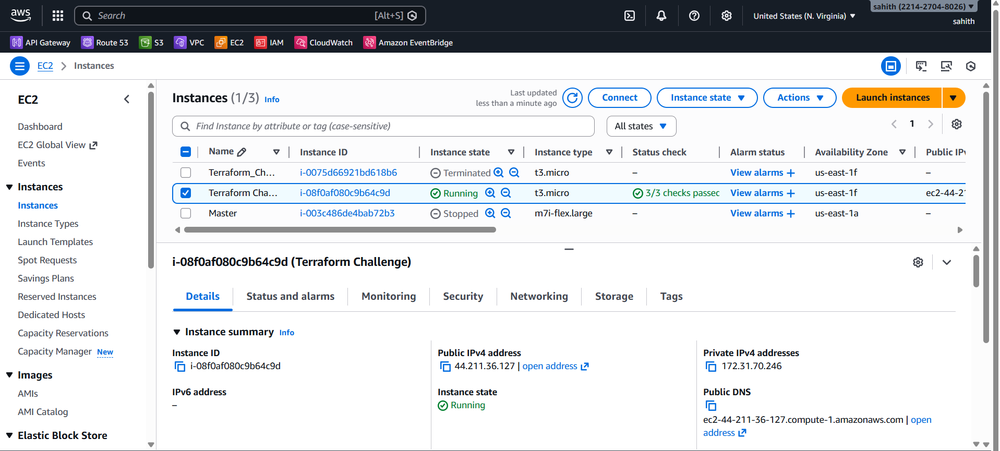 aws
Search [Alt+S]
United States (N. Virginia)
sahith (2214-2704-8026)
sahith
API Gateway Route 53 S3 VPC EC2 IAM CloudWatch Amazon EventBridge
EC2 Instances
EC2
Dashboard
EC2 Global View
Events
Instances
Instances
Instance Types
Launch Templates
Spot Requests
Savings Plans
Reserved Instances
Dedicated Hosts
Capacity Reservations
Capacity Manager New
Images
AMIs
AMI Catalog
Elastic Block Store
Instances (1/3) Info
Last updated
less than a minute ago
Connect Instance state Actions Launch instances
Find Instance by attribute or tag (case-sensitive) All states 1
Name Instance ID Instance state Instance type Status check Alarm status Availability Zone Public IPv
Terraform_Ch... i-0075d66921bd618b6 Terminated t3.micro – View alarms + us-east-1f –
Terraform Cha... i-08f0af080c9b64c9d Running t3.micro 3/3 checks passed View alarms + us-east-1f ec2-44-21
Master i-003c486de4bab72b3 Stopped m7i-flex.large – View alarms + us-east-1a –
i-08f0af080c9b64c9d (Terraform Challenge)
Details Status and alarms Monitoring Security Networking Storage Tags
Instance summary Info
Instance ID
i-08f0af080c9b64c9d
Public IPv4 address
44.211.36.127 | open address
Private IPv4 addresses
172.31.70.246
IPv6 address
–
Instance state
Running
Public DNS
ec2-44-211-36-127.compute-1.amazonaws.com | open
address